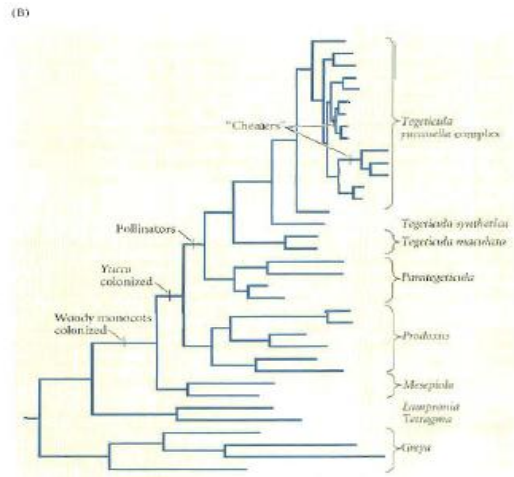 (B)
"Cheaters"
Tegeticula
yuccasella complex
Tegeticula synthetica
Tegeticula maculata
Pollinators
Parategeticula
Yucca
colonized
Woody monocots
colonized
Prodoxus
Mesepiola
Lampronia
Tetragma
Greya